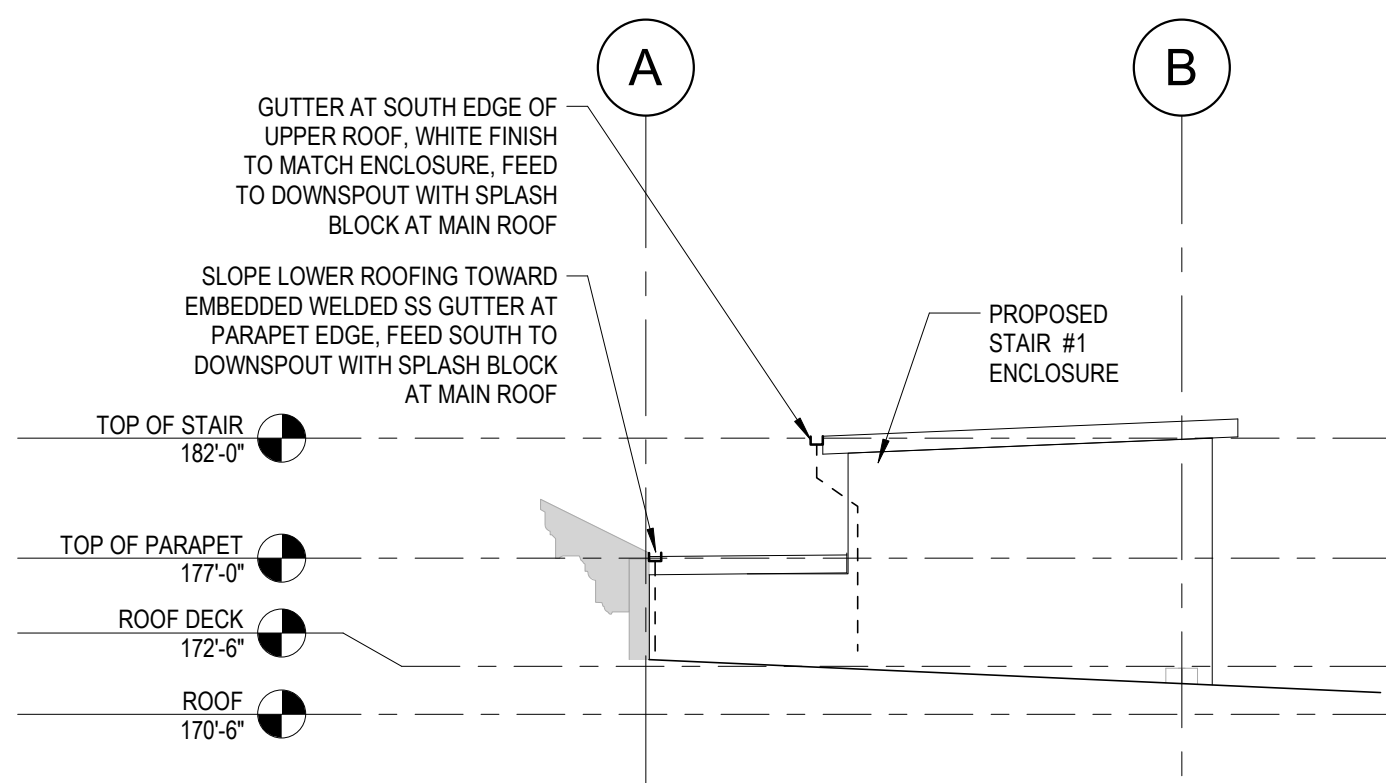 A
B
GUTTER AT SOUTH EDGE OF
UPPER ROOF, WHITE FINISH
TO MATCH ENCLOSURE, FEED
TO DOWNSPOUT WITH SPLASH
BLOCK AT MAIN ROOF
SLOPE LOWER ROOFING TOWARD
EMBEDDED WELDED SS GUTTER AT
PARAPET EDGE, FEED SOUTH TO
DOWNSPOUT WITH SPLASH BLOCK
AT MAIN ROOF
PROPOSED
STAIR #1
ENCLOSURE
TOP OF STAIR
182'-0"
TOP OF PARAPET
177'-0"
ROOF DECK
172'-6"
ROOF
170'-6"